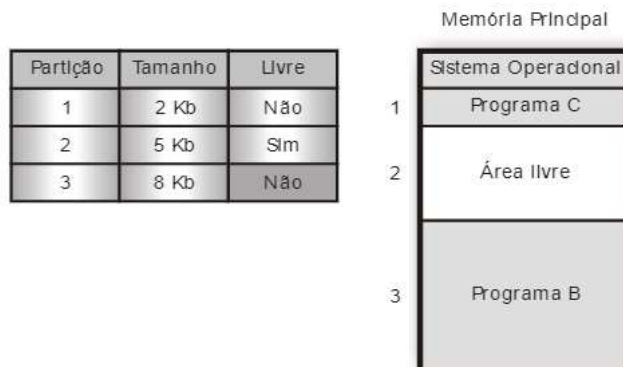 Memória Principal
Partição Tamanho Livre
1 2 Kb Não
2 5 Kb Sim
3 8 Kb Não
Sistema Operacional
1 Programa C
2 Área livre
3 Programa B